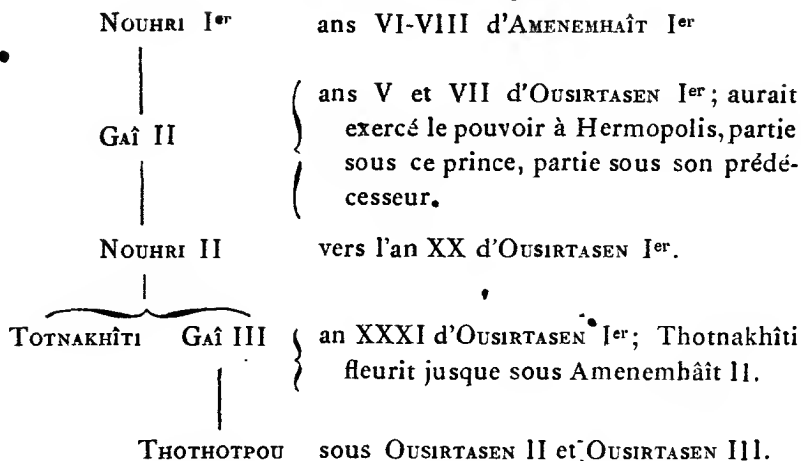 NOUHRI Ier ans VI-VIII d'AMENEMHAÎT Ier
ans V et VII d'OUSIRTASEN Ier; aurait
GAÎ II exercé le pouvoir à Hermopolis, partie
sous ce prince, partie sous son prédé-
cesseur.
NOUHRI II vers l'an XX d'OUSIRTASEN Ier.
TOTNAKHÎTI GAÎ III an XXXI d'OUSIRTASEN Ier; Thotnakhîti
fleurit jusque sous Amenemhâît II.
THOTHOTPOU sous OUSIRTASEN II et OUSIRTASEN III.